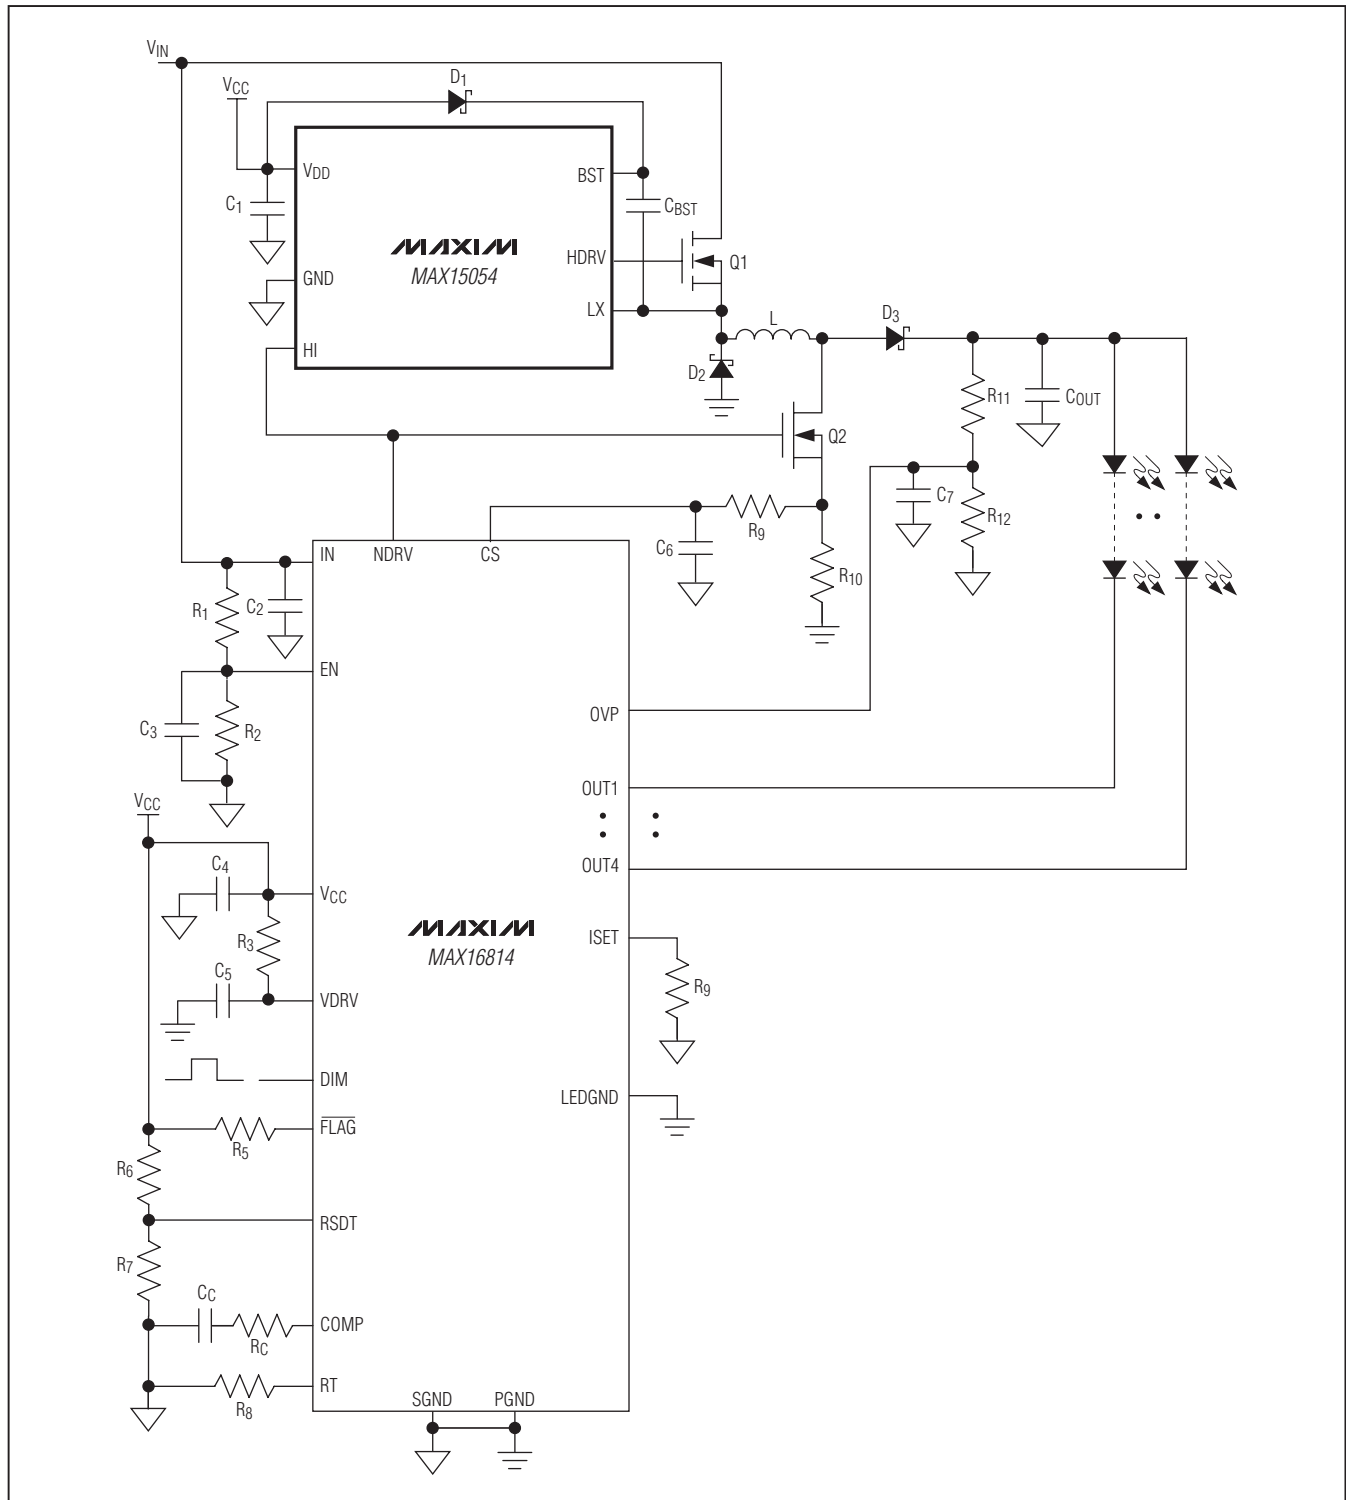 VIN
VCC
D1
VDD
BST
C1
CBST
MAXIM
MAX15054
HDRV
Q1
GND
LX
L
D3
HI
D2
R11
COUT
Q2
C7
R12
R9
C6
R10
IN
NDRV
CS
R1
C2
EN
C3
R2
OVP
OUT1
VCC
OUT4
C4
VCC
MAXIM
MAX16814
ISET
R3
C5
R9
VDRV
DIM
LEDGND
FLAG
R5
R6
RSDT
R7
CC
COMP
RC
RT
R8
SGND
PGND